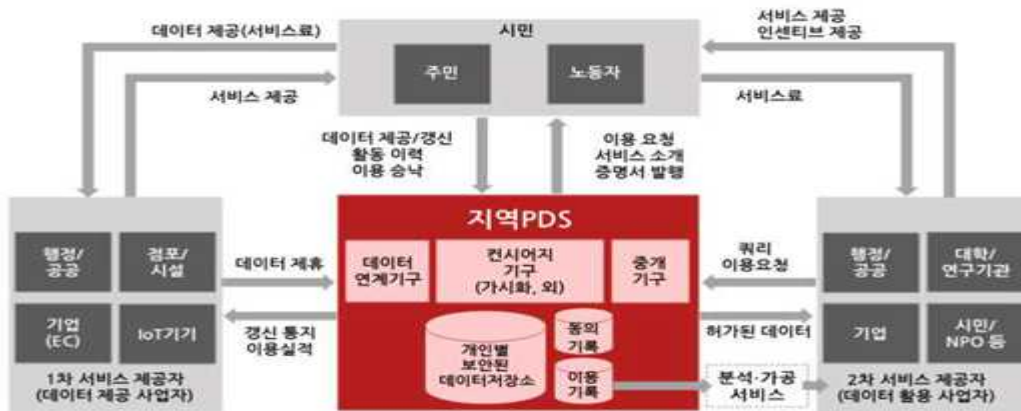 데이터 제공(서비스료)
시민
서비스 제공
인센티브 제공
주민
노동자
서비스 제공
서비스료
데이터 제공/갱신
활동 이력
이용 승낙
이용 요청
서비스 소개
증명서 발행
지역PDS
행정/
공공
점포/
시설
데이터 제휴
데이터
연계기구
컨시어지
기구
(가시화, 외)
중개
기구
쿼리
이용요청
행정/
공공
대학/
연구기관
기업
(EC)
IoT기기
갱신 통지
이용실적
개인별
보안된
데이터저장소
동의
기록
이용
기록
허가된 데이터
기업
시민/
NPO 등
분석·가공
서비스
1차 서비스 제공자
(데이터 제공 사업자)
2차 서비스 제공자
(데이터 활용 사업자)